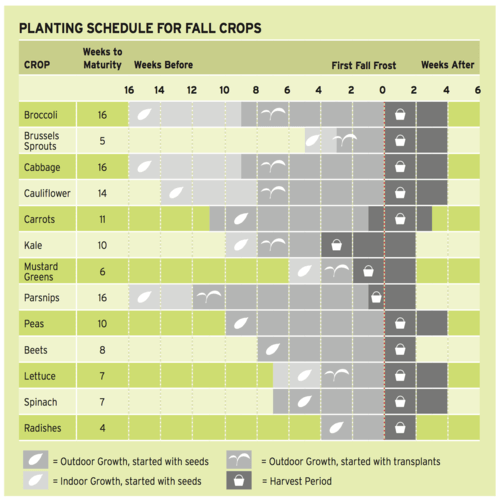 PLANTING SCHEDULE FOR FALL CROPS
CROP Weeks to Maturity Weeks Before First Fall Frost Weeks After
16 14 12 10 8 6 4 2 0 2 4 6
Broccoli 16
Brussels Sprouts 5
Cabbage 16
Cauliflower 14
Carrots 11
Kale 10
Mustard Greens 6
Parsnips 16
Peas 10
Beets 8
Lettuce 7
Spinach 7
Radishes 4
= Outdoor Growth, started with seeds = Outdoor Growth, started with transplants
= Indoor Growth, started with seeds = Harvest Period